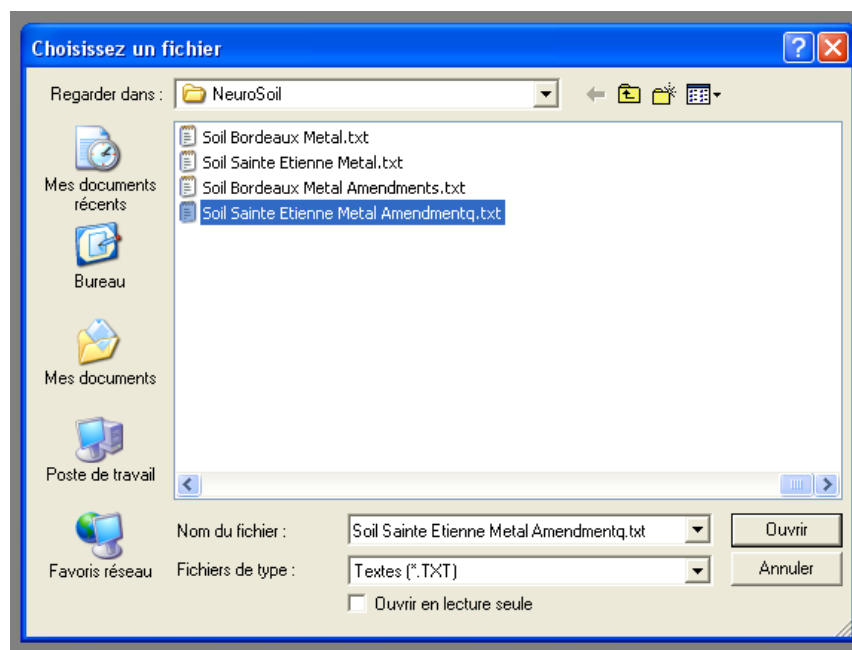 Choisissez un fichier
Regarder dans :
NeuroSoil
Mes documents
récents
Bureau
Mes documents
Poste de travail
Favoris réseau
Soil Bordeaux Metal.txt
Soil Sainte Etienne Metal.txt
Soil Bordeaux Metal Amendments.txt
Soil Sainte Etienne Metal Amendmentq.txt
Nom du fichier :
Soil Sainte Etienne Metal Amendmentq.txt
Ouvrir
Fichiers de type :
Textes (*.TXT)
Annuler
Ouvrir en lecture seule